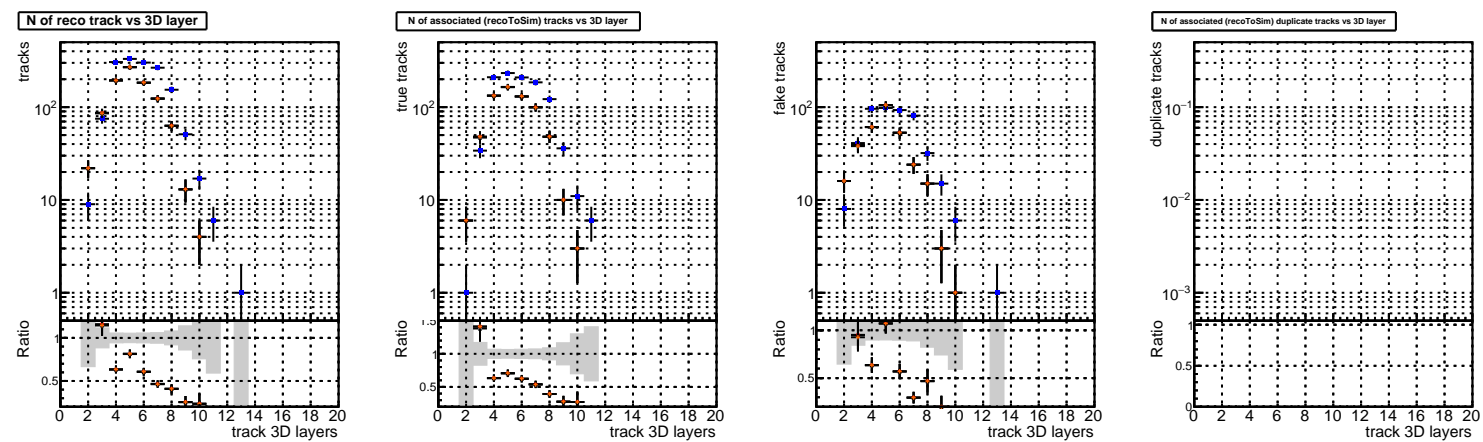 N of reco track vs 3D layer
tracks
10²
10
1
Ratio
1
0.5
0 2 4 6 8 10 12 14 16 18 20
track 3D layers
N of associated (recoToSim) tracks vs 3D layer
true tracks
10²
10
1
Ratio
1.5
1
0.5
0 2 4 6 8 10 12 14 16 18 20
track 3D layers
fake tracks
10²
10
1
Ratio
1
0.5
0 2 4 6 8 10 12 14 16 18 20
track 3D layers
N of associated (recoToSim) duplicate tracks vs 3D layer
duplicate tracks
10⁻¹
10⁻²
10⁻³
Ratio
1
0.5
0
0 2 4 6 8 10 12 14 16 18 20
track 3D layers